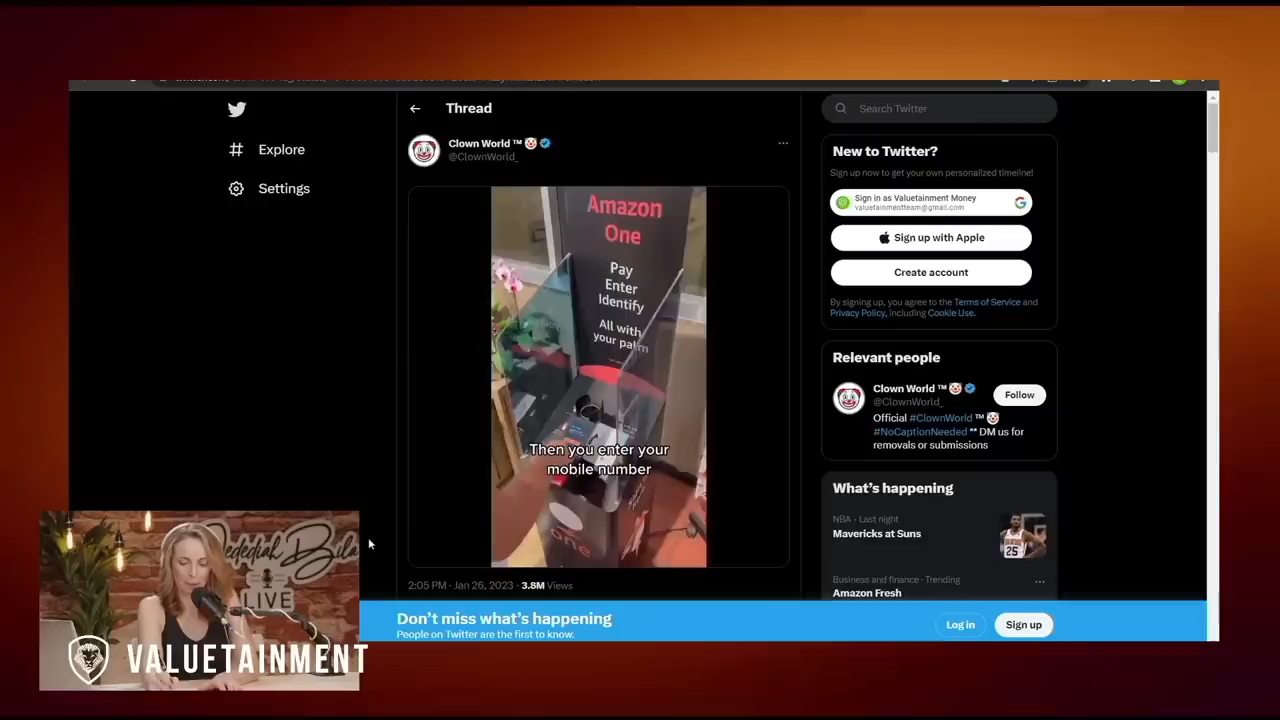 Explore
Settings
Thread
Clown World ™ 🤡
@ClownWorld_
Amazon
One
Pay
Enter
Identify
All with
your palm
Then you enter your
mobile number
one
2:05 PM · Jan 26, 2023 · 3.8M Views
Search Twitter
New to Twitter?
Sign up now to get your own personalized timeline!
Sign in as Valuetainment Money
valuetainmentteam@gmail.com
Sign up with Apple
Create account
By signing up, you agree to the Terms of Service and
Privacy Policy, including Cookie Use.
Relevant people
Clown World ™ 🤡
@ClownWorld_
Follow
Official #ClownWorld ™ 🤡
#NoCaptionNeeded ** DM us for
removals or submissions
What's happening
NBA · Last night
Mavericks at Suns
25
Business and finance · Trending
Amazon Fresh
Don't miss what's happening
People on Twitter are the first to know.
Log in
Sign up
Jedediah Bila
LIVE
VALUETAINMENT